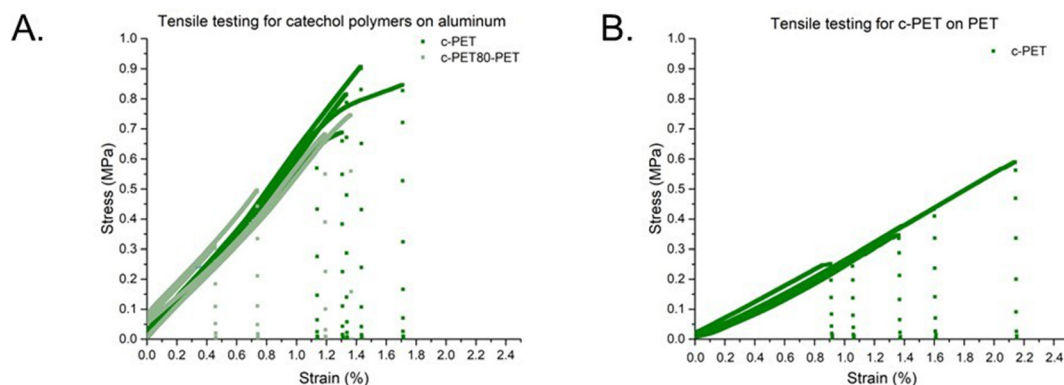 A.
Tensile testing for catechol polymers on aluminum
c-PET
c-PET80-PET
Stress (MPa)
1.0
0.9
0.8
0.7
0.6
0.5
0.4
0.3
0.2
0.1
0.0
0.0 0.2 0.4 0.6 0.8 1.0 1.2 1.4 1.6 1.8 2.0 2.2 2.4
Strain (%)
B.
Tensile testing for c-PET on PET
c-PET
Stress (MPa)
1.0
0.9
0.8
0.7
0.6
0.5
0.4
0.3
0.2
0.1
0.0
0.0 0.2 0.4 0.6 0.8 1.0 1.2 1.4 1.6 1.8 2.0 2.2 2.4
Strain (%)